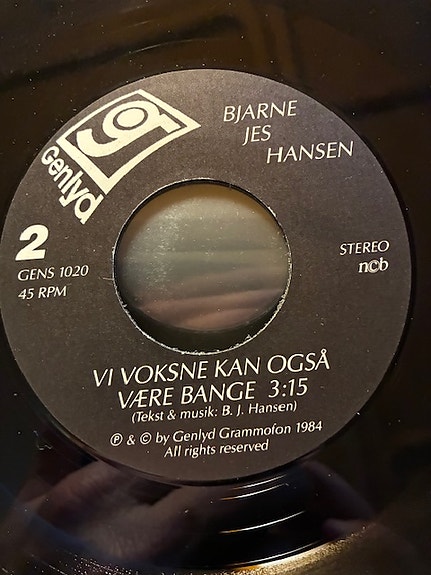 g
Genlyd
BJARNE
JES
HANSEN
2
GENS 1020
45 RPM
STEREO
n©b
VI VOKSNE KAN OGSÅ
VÆRE BANGE 3:15
(Tekst & musik: B. J. Hansen)
℗ & © by Genlyd Grammofon 1984
All rights reserved